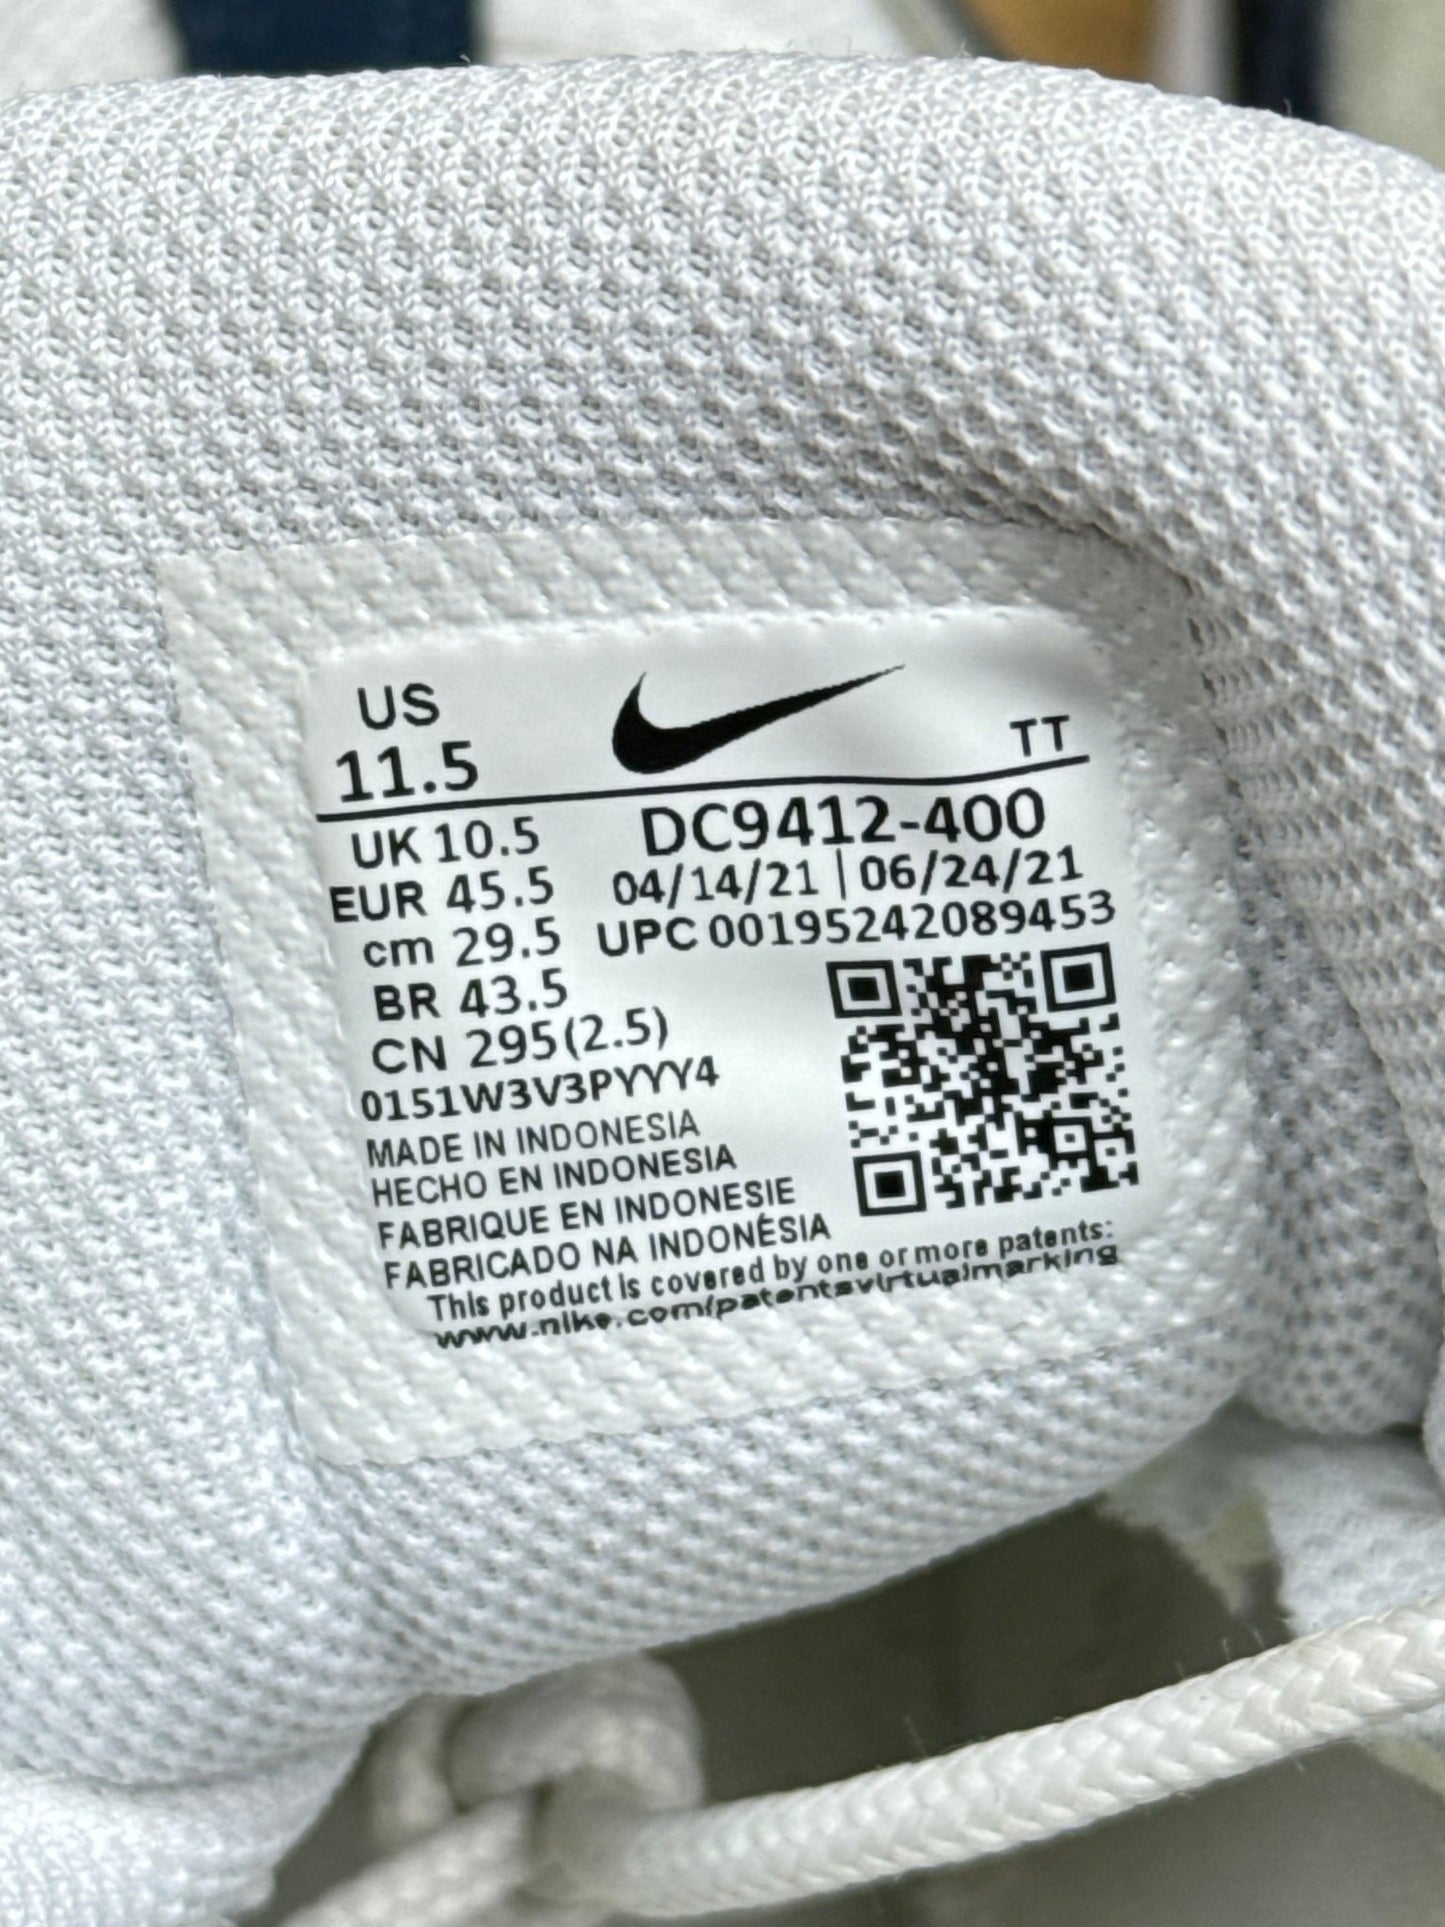 US
11.5
TT
UK 10.5
DC9412-400
EUR 45.5
04/14/21 | 06/24/21
cm 29.5
UPC 00195242089453
BR 43.5
CN 295(2.5)
0151W3V3PYYY4
MADE IN INDONESIA
HECHO EN INDONESIA
FABRIQUE EN INDONESIE
FABRICADO NA INDONÉSIA
This product is covered by one or more patents:
www.nike.com/patentsvirtualmarking